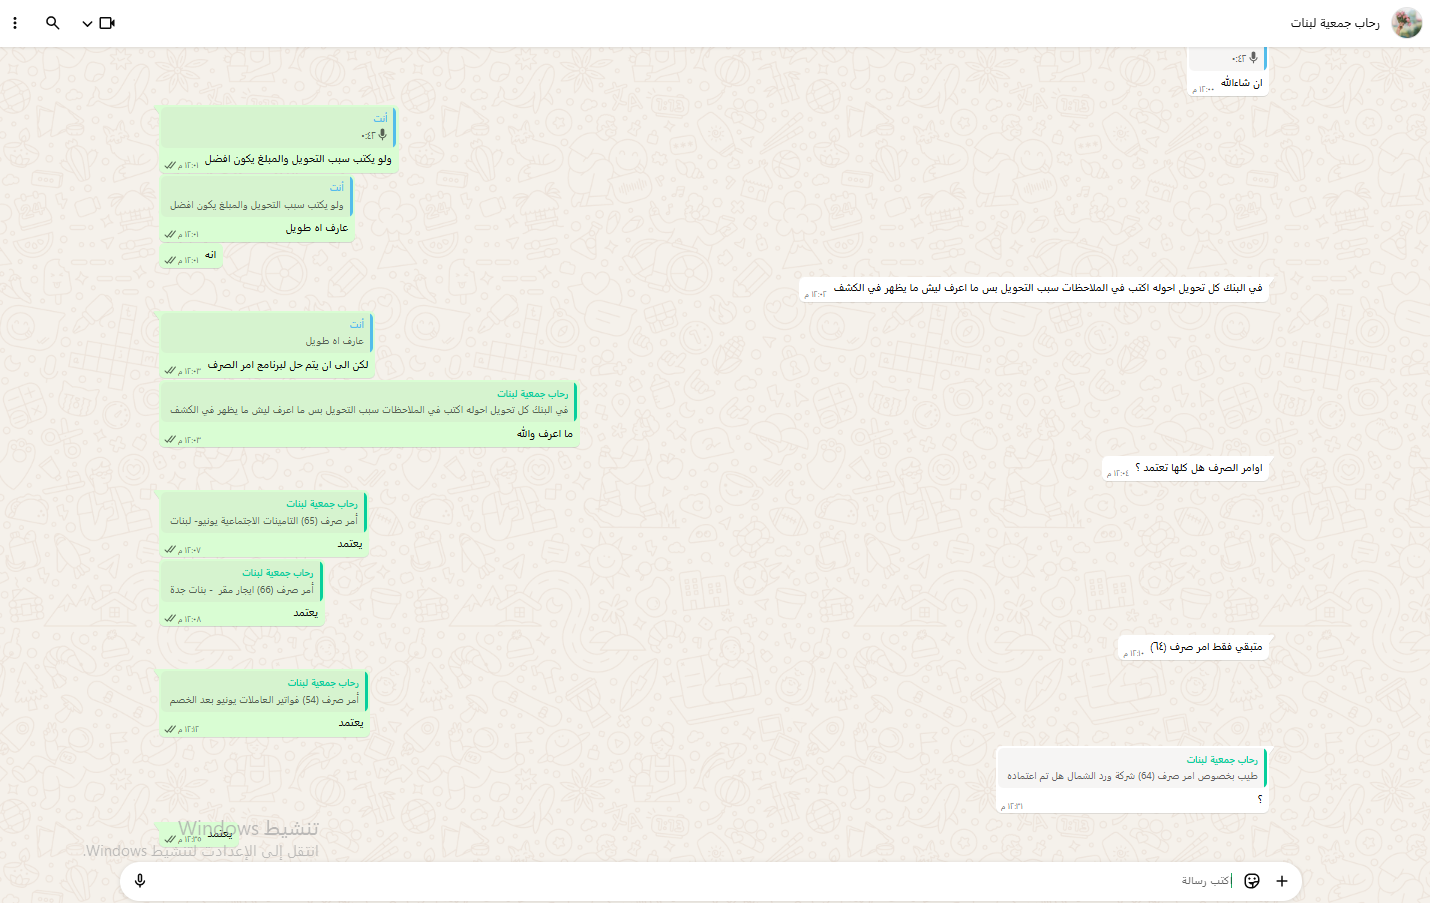 رحاب جمعية لبنات
٠:٤٢
ان شاءالله
١٢:٠٠ م
أنت
٠:٤٢
ولو يكتب سبب التحويل والمبلغ يكون افضل
١٢:٠١ م
أنت
ولو يكتب سبب التحويل والمبلغ يكون افضل
عارف اه طويل
١٢:٠١ م
انه
١٢:٠١ م
في البنك كل تحويل احوله اكتب في الملاحظات سبب التحويل بس ما اعرف ليش ما يظهر في الكشف
١٢:٠٢ م
أنت
عارف اه طويل
لكن الى ان يتم حل لبرنامج امر الصرف
١٢:٠٣ م
رحاب جمعية لبنات
في البنك كل تحويل احوله اكتب في الملاحظات سبب التحويل بس ما اعرف ليش ما يظهر في الكشف
ما اعرف والله
١٢:٠٣ م
اوامر الصرف هل كلها تعتمد ؟
١٢:٠٤ م
رحاب جمعية لبنات
أمر صرف (65) التامينات الاجتماعية يونيو- لبنات
يعتمد
١٢:٠٧ م
رحاب جمعية لبنات
أمر صرف (66) ايجار مقر - بنات جدة
يعتمد
١٢:٠٨ م
متبقي فقط امر صرف (٦٤)
١٢:١٠ م
رحاب جمعية لبنات
أمر صرف (54) فواتير العاملات يونيو بعد الخصم
يعتمد
١٢:١٢ م
رحاب جمعية لبنات
طيب بخصوص امر صرف (64) شركة ورد الشمال هل تم اعتماده
؟
١٢:٣١ م
يعتمد
١٢:٣٥ م
تنشيط Windows
انتقل إلى الإعدادات لتنشيط Windows.
اكتب رسالة